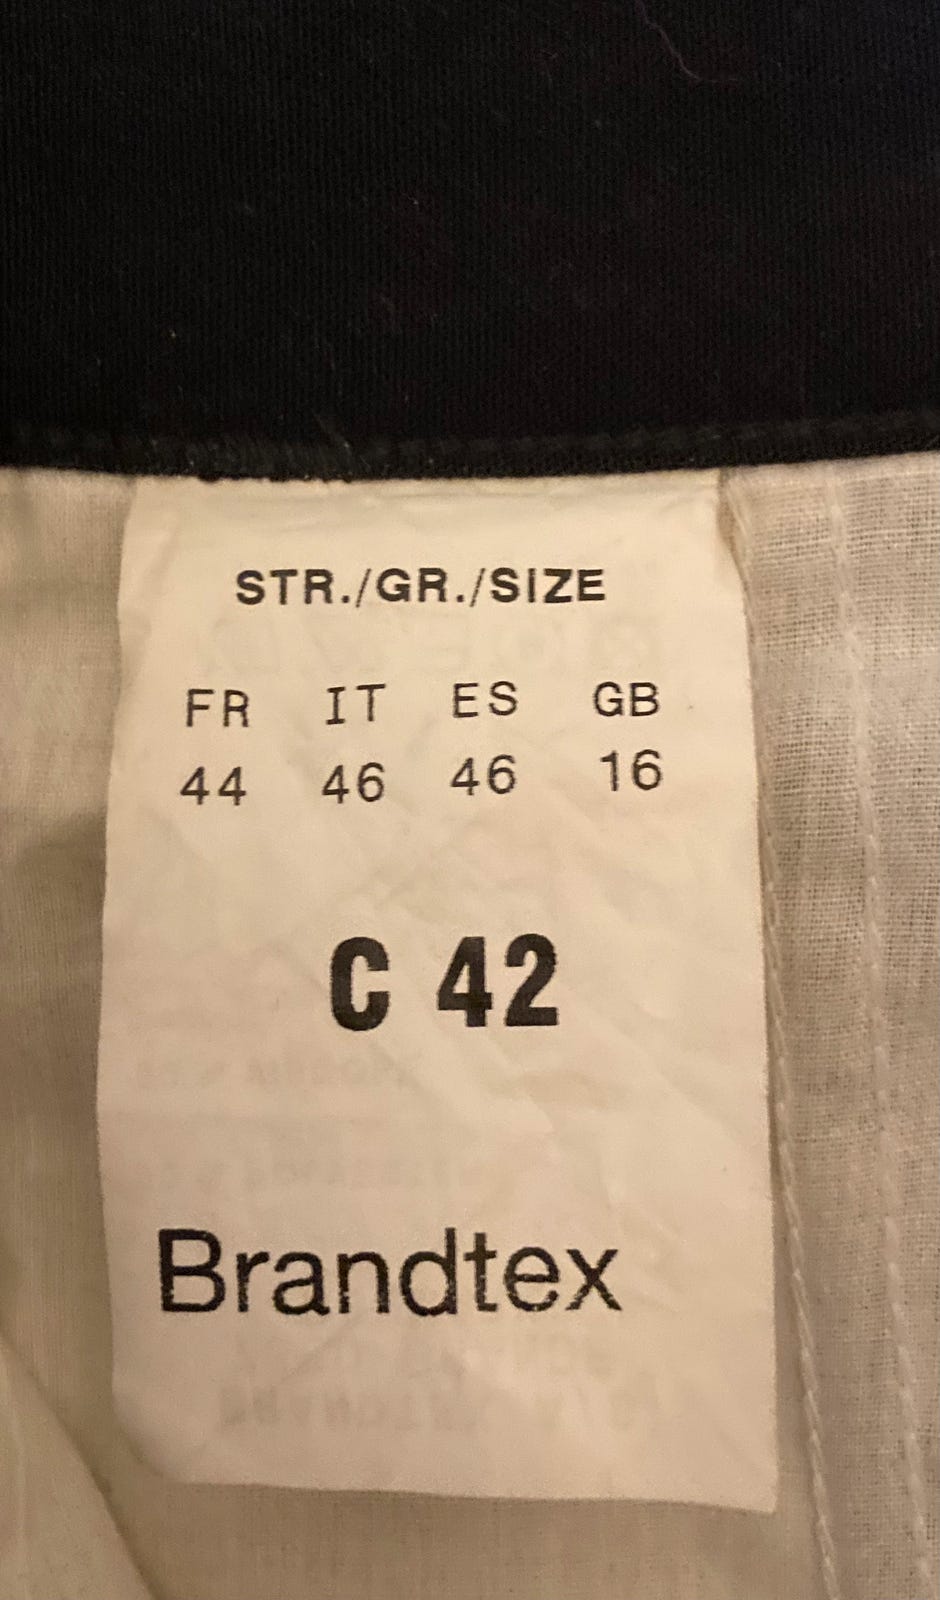 STR./GR./SIZE
FR IT ES GB
44 46 46 16
C 42
Brandtex